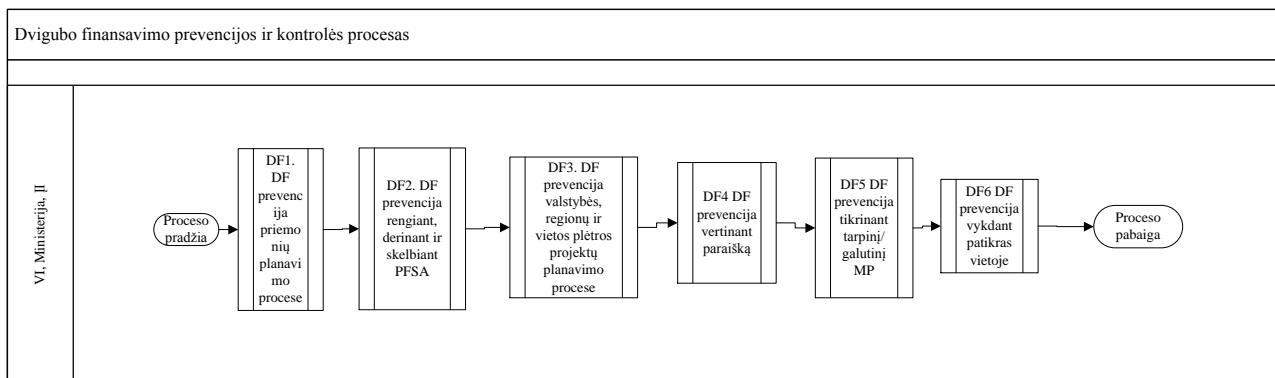 Dvigubo finansavimo prevencijos ir kontrolės procesas
VI, Ministerija, ĮI
Proceso
pradžia
DF1.
DF
prevenc
ija
priemo
nių
planavi
mo
procese
DF2. DF
prevencija
rengiant,
derinant ir
skelbiant
PFSA
DF3. DF
prevencija
valstybės,
regionų ir
vietos plėtros
projektų
planavimo
procese
DF4 DF
prevencija
vertinant
paraišką
DF5 DF
prevencija
tikrinant
tarpinį/
galutinį
MP
DF6 DF
prevencija
vykdant
patikras
vietoje
Proceso
pabaiga